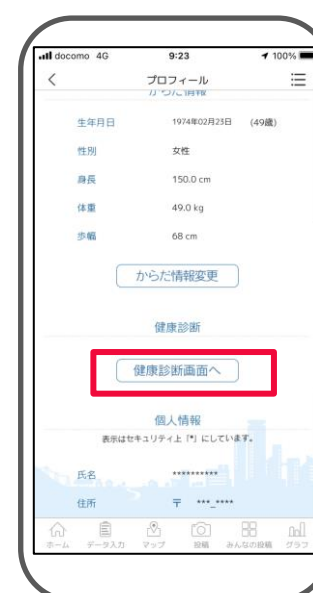 docomo 4G 9:23 100%
プロフィール
からだ情報
生年月日 1974年02月23日 (49歳)
性別 女性
身長 150.0 cm
体重 49.0 kg
歩幅 68 cm
からだ情報変更
健康診断
健康診断画面へ
個人情報
表示はセキュリティ上「*」にしています。
氏名 **********
住所 〒 ***_****
ホーム データ入力 マップ 投稿 みんなの投稿 グラフ